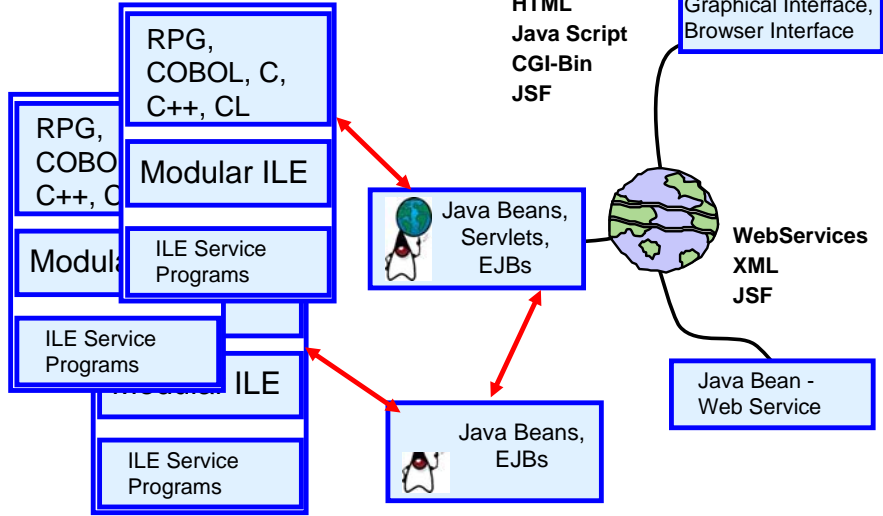 HTML
Java Script
CGI-Bin
JSF
Graphical Interface,
Browser Interface
RPG,
COBOL, C,
C++, CL
Modular ILE
ILE Service
Programs
RPG,
C++,
ILE Service
Programs
ILE
ILE Service
Programs
Java Beans,
Servlets,
EJBs
WebServices
XML
JSF
Java Bean -
Web Service
Java Beans,
EJBs